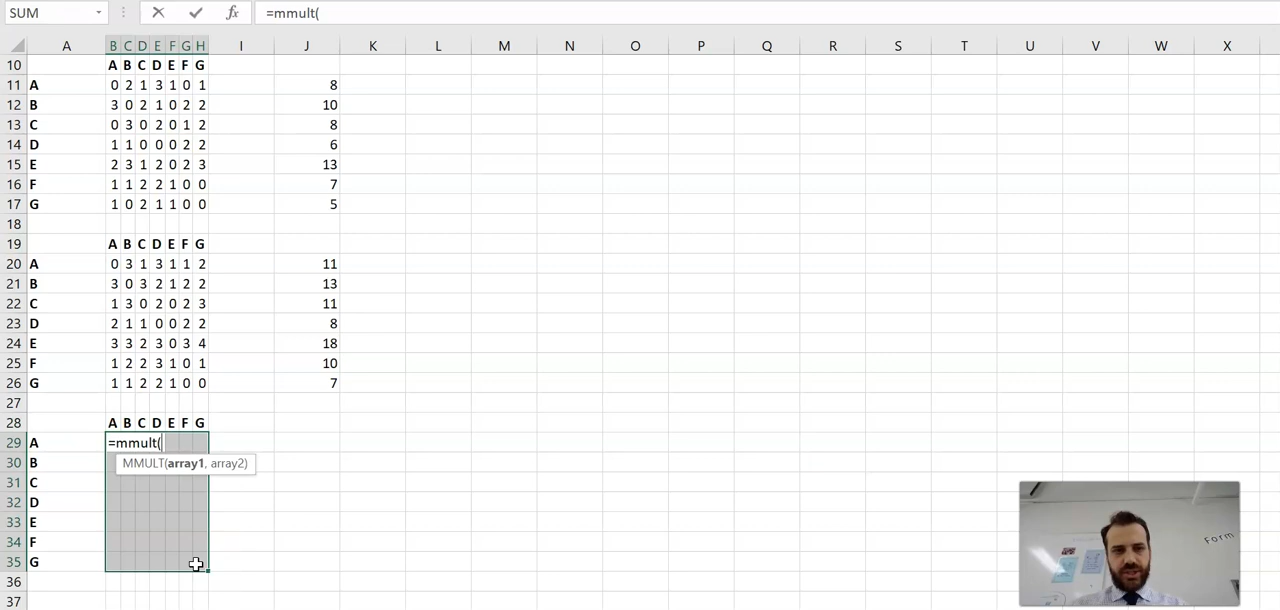 SUM =mmult(
A B C D E F G H I J K L M N O P Q R S T U V W X
10 A B C D E F G
11 A 0 2 1 3 1 0 1 8
12 B 3 0 2 1 0 2 2 10
13 C 0 3 0 2 0 1 2 8
14 D 1 1 0 0 0 2 2 6
15 E 2 3 1 2 0 2 3 13
16 F 1 1 2 2 1 0 0 7
17 G 1 0 2 1 1 0 0 5
18
19 A B C D E F G
20 A 0 3 1 3 1 1 2 11
21 B 3 0 3 2 1 2 2 13
22 C 1 3 0 2 0 2 3 11
23 D 2 1 1 0 0 2 2 8
24 E 3 3 2 3 0 3 4 18
25 F 1 2 2 3 1 0 1 10
26 G 1 1 2 2 1 0 0 7
27
28 A B C D E F G
29 A =mmult(
MMULT(array1, array2)
30 B
31 C
32 D
33 E
34 F
35 G
36
37
Form